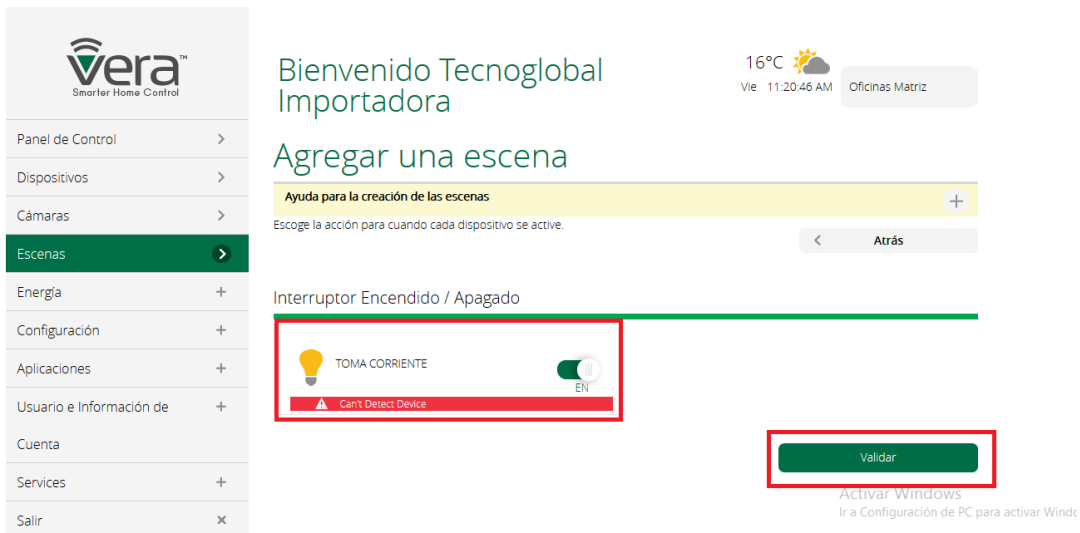 Vera™
Smarter Home Control
Panel de Control
Dispositivos
Cámaras
Escenas
Energía
Configuración
Aplicaciones
Usuario e Información de
Cuenta
Services
Salir
Bienvenido Tecnoglobal
Importadora
16°C
Vie 11:20:46 AM
Oficinas Matriz
Agregar una escena
Ayuda para la creación de las escenas
Escoge la acción para cuando cada dispositivo se active.
Atrás
Interruptor Encendido / Apagado
TOMA CORRIENTE
EN
Can't Detect Device
Validar
Activar Windows
Ir a Configuración de PC para activar Windo